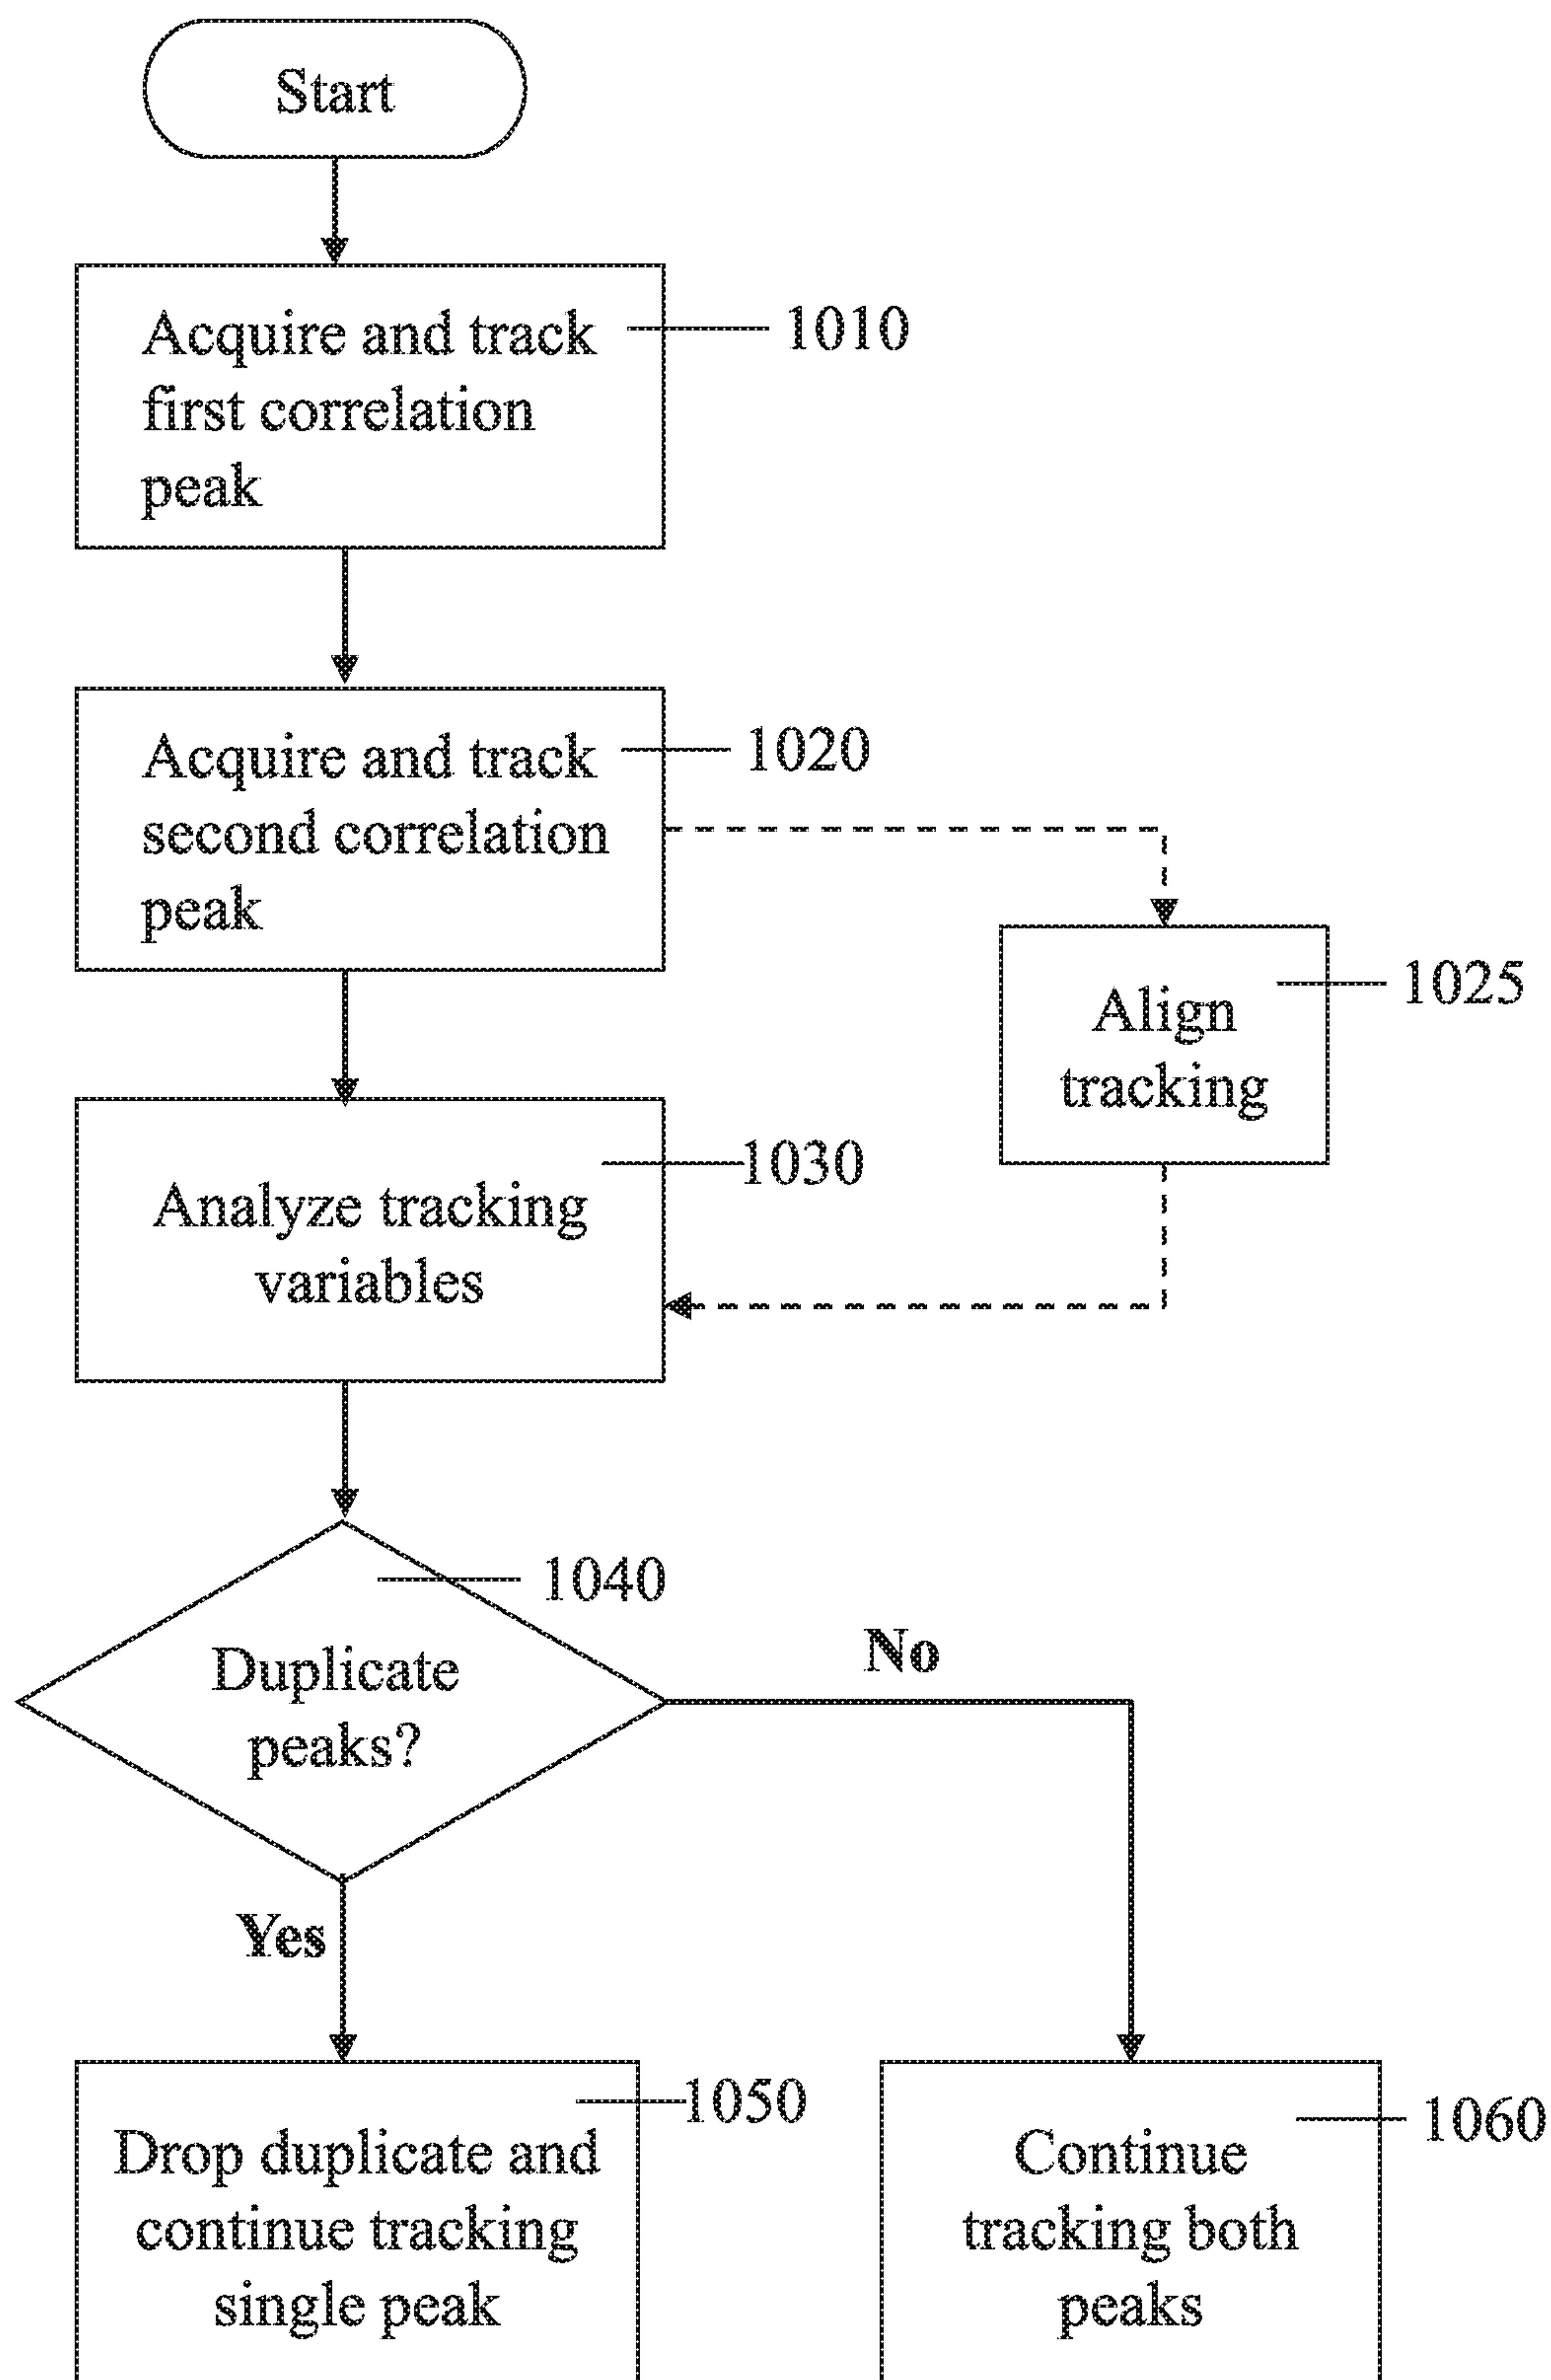 Start
Acquire and track
first correlation
peak
1010
Acquire and track
second correlation
peak
1020
Align
tracking
1025
Analyze tracking
variables
1030
Duplicate
peaks?
1040
No
Yes
Drop duplicate and
continue tracking
single peak
1050
Continue
tracking both
peaks
1060